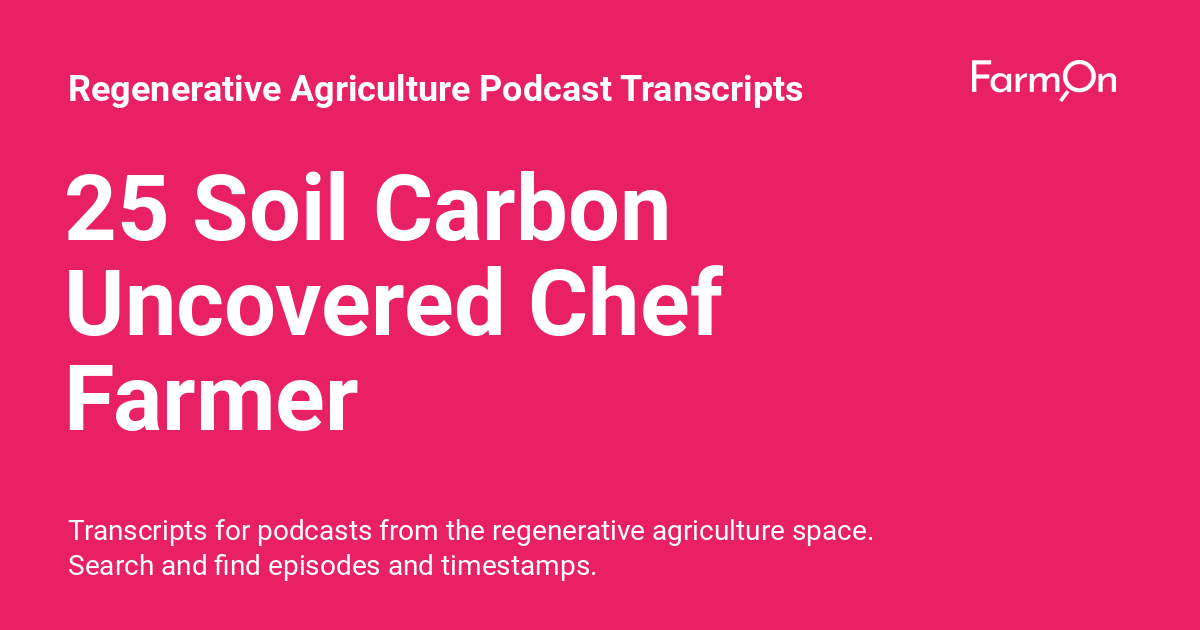 Regenerative Agriculture Podcast Transcripts
FarmOn
25 Soil Carbon
Uncovered Chef
Farmer
Transcripts for podcasts from the regenerative agriculture space.
Search and find episodes and timestamps.